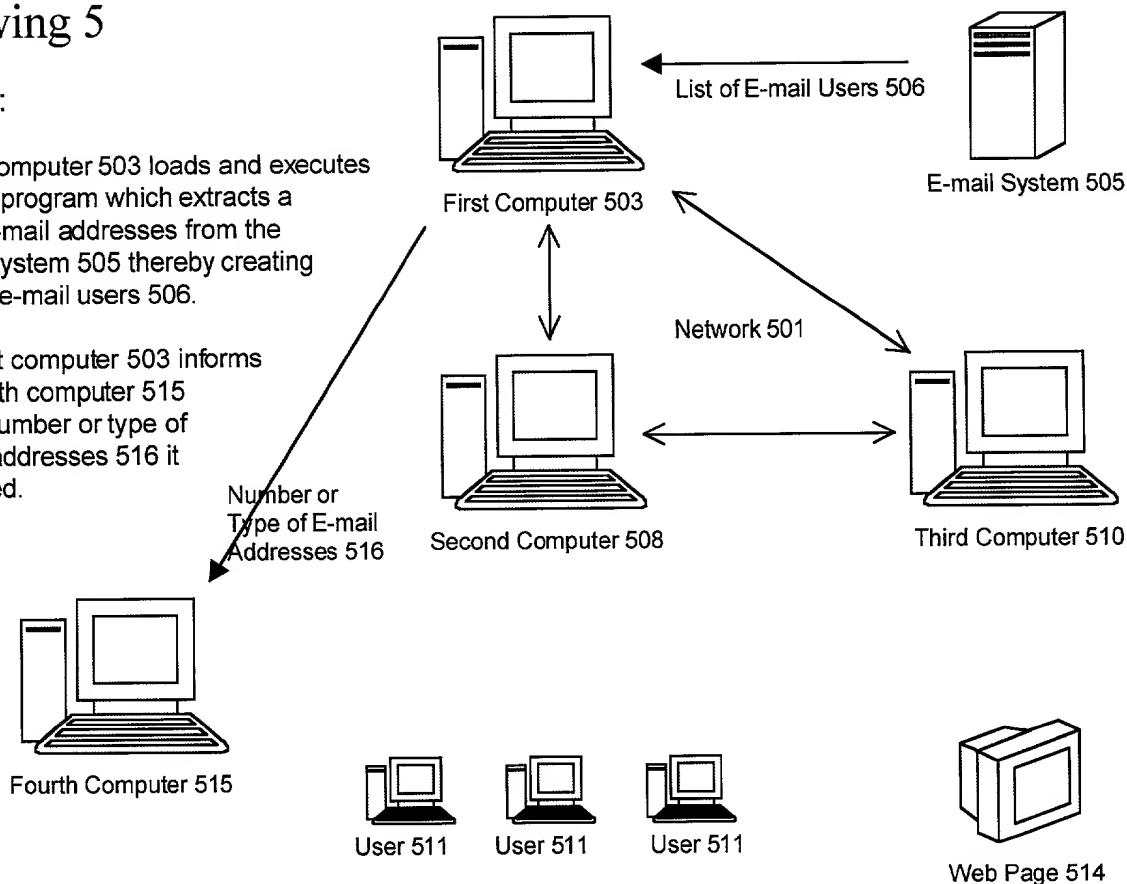 ving 5
:
omputer 503 loads and executes
program which extracts a
-mail addresses from the
ystem 505 thereby creating
e-mail users 506.
t computer 503 informs
th computer 515
umber or type of
addresses 516 it
ed.
List of E-mail Users 506
First Computer 503
E-mail System 505
Network 501
Number or
Type of E-mail
Addresses 516
Second Computer 508
Third Computer 510
Fourth Computer 515
User 511
User 511
User 511
Web Page 514